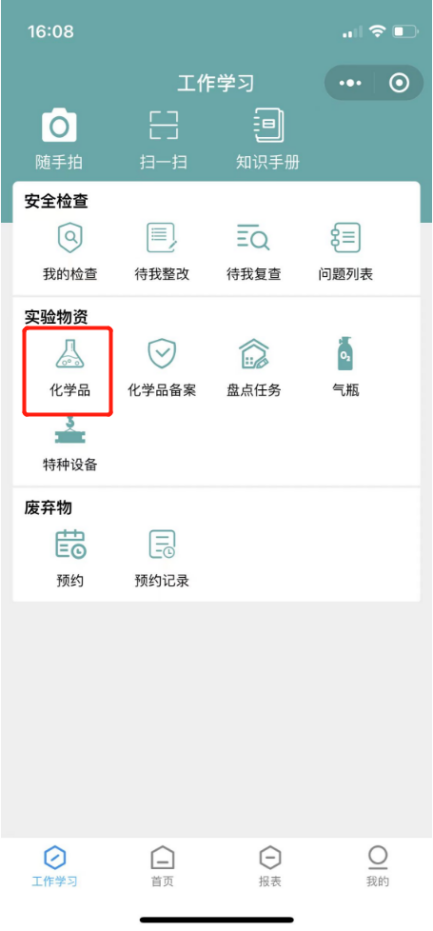 16:08
工作学习
随手拍 扫一扫 知识手册
安全检查
我的检查 待我整改 待我复查 问题列表
实验物资
化学品 化学品备案 盘点任务 气瓶
特种设备
废弃物
预约 预约记录
工作学习 首页 报表 我的